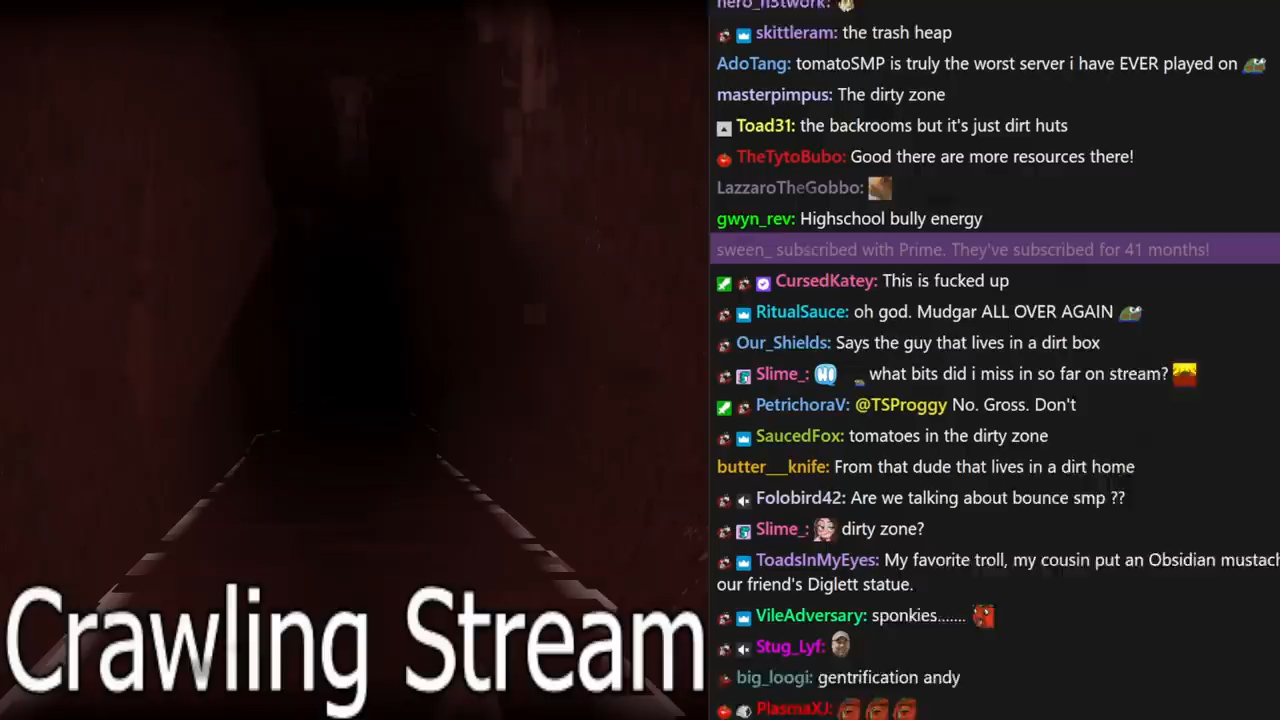 nero_n3twork:
skittleram: the trash heap
AdoTang: tomatoSMP is truly the worst server i have EVER played on
masterpimpus: The dirty zone
Toad31: the backrooms but it's just dirt huts
TheTytoBubo: Good there are more resources there!
LazzaroTheGobbo:
gwyn_rev: Highschool bully energy
sween_ subscribed with Prime. They've subscribed for 41 months!
CursedKatey: This is fucked up
RitualSauce: oh god. Mudgar ALL OVER AGAIN
Our_Shields: Says the guy that lives in a dirt box
Slime_: HI what bits did i miss in so far on stream?
PetrichoraV: @TSProggy No. Gross. Don't
SaucedFox: tomatoes in the dirty zone
butter___knife: From that dude that lives in a dirt home
Folobird42: Are we talking about bounce smp ??
Slime_: dirty zone?
ToadsInMyEyes: My favorite troll, my cousin put an Obsidian mustach
our friend's Diglett statue.
VileAdversary: sponkies.......
Stug_Lyf:
big_loogi: gentrification andy
PlasmaXJ:
Crawling Stream